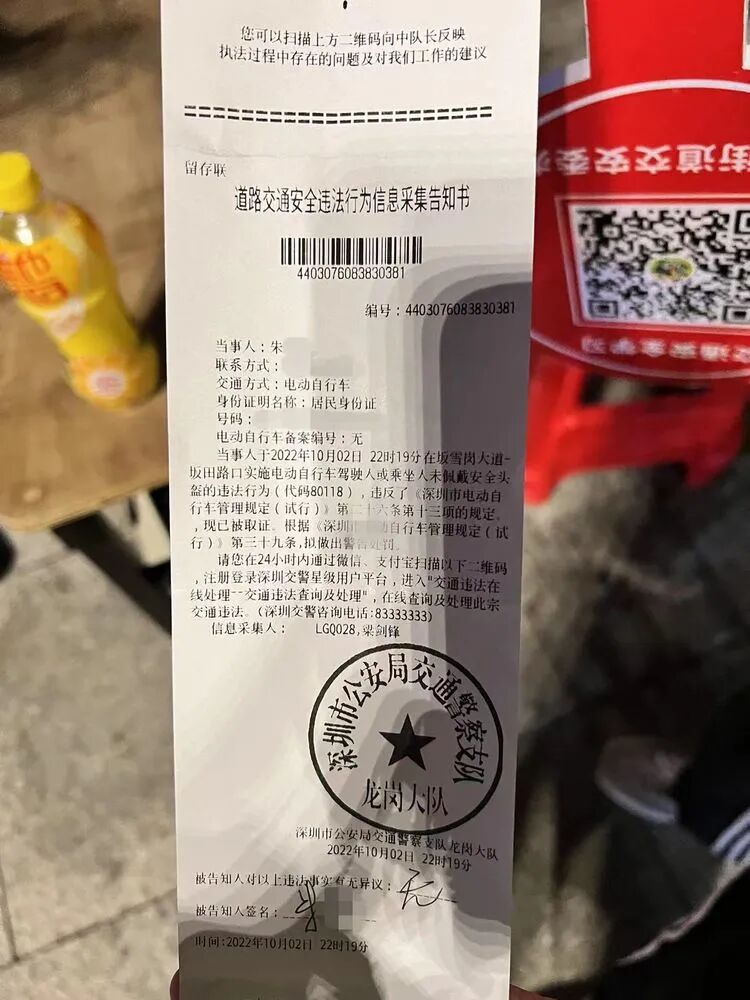 您可以扫描上方二维码向中队长反映
执法过程中存在的问题及对我们工作的建议
================================
留存联
道路交通安全违法行为信息采集告知书
4403076083830381
编号：4403076083830381
当事人：朱
联系方式：
交通方式：电动自行车
身份证明名称：居民身份证
号码：
电动自行车备案编号：无
当事人于2022年10月02日 22时19分在坂雪岗大道-
坂田路口实施电动自行车驾驶人或乘坐人未佩戴安全头
盔的违法行为（代码80118），违反了《深圳市电动自
行车管理规定（试行）》第二十六条第十三项的规定，
现已被取证。根据《深圳 动自行车管理规定（试
行）》第三十九条，拟做出警告处罚。
请您在24小时内通过微信、支付宝扫描以下二维码，
注册登录深圳交警星级用户平台，进入"交通违法在
线处理--交通违法查询及处理"，在线查询及处理此宗
交通违法。（深圳交警咨询电话:83333333）
信息采集人： LGQ028,梁剑锋
深圳市公安局交通警察支队
龙岗大队
深圳市公安局交通警察支队龙岗大队
2022年10月02日 22时19分
被告知人对以上违法事实有无异议：无
被告知人签名：朱
时间：2022年10月02日 22时19分
街道交安委
交通安全学习